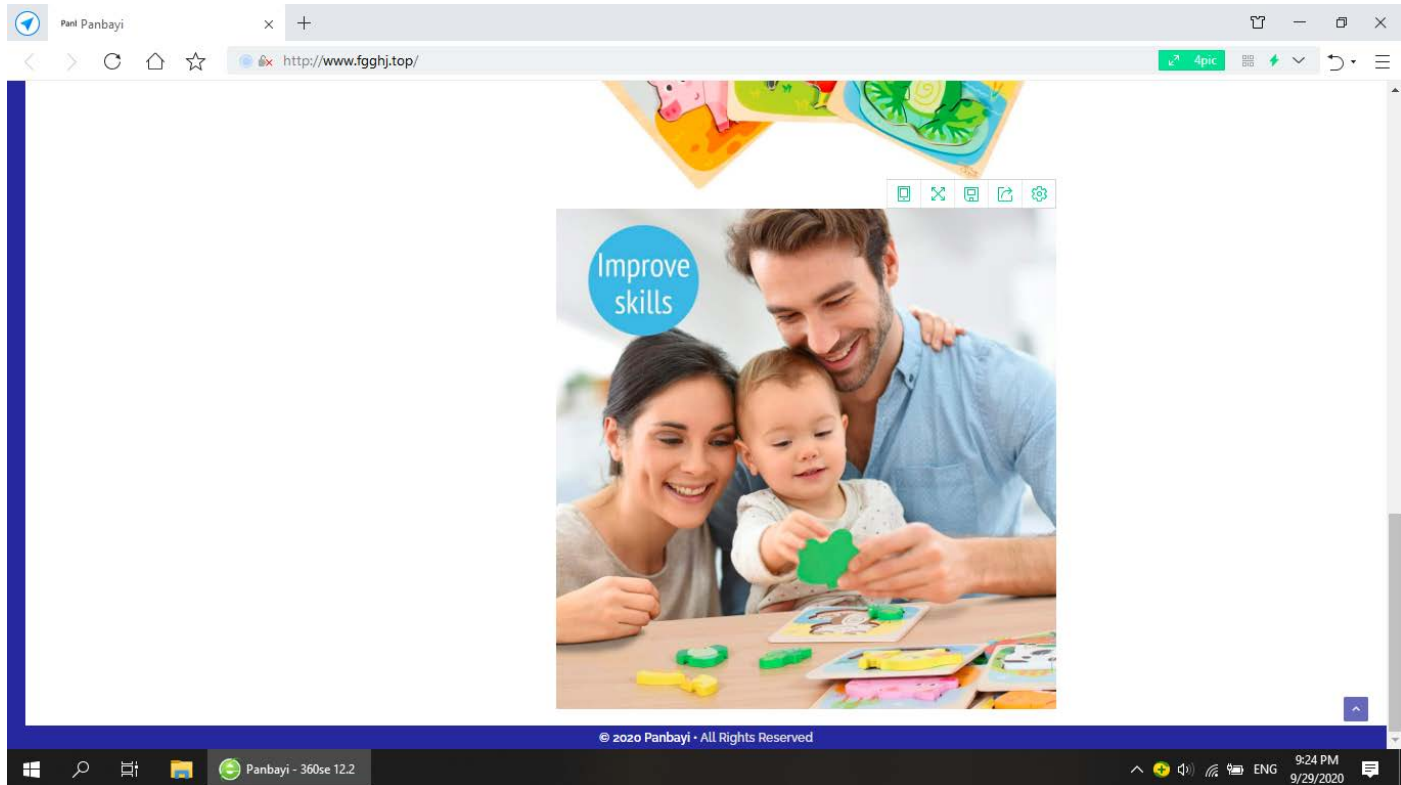 Panl Panbayi
http://www.fgghj.top/
4pic
Improve
skills
© 2020 Panbayi • All Rights Reserved
Panbayi - 360se 12.2
ENG
9:24 PM
9/29/2020